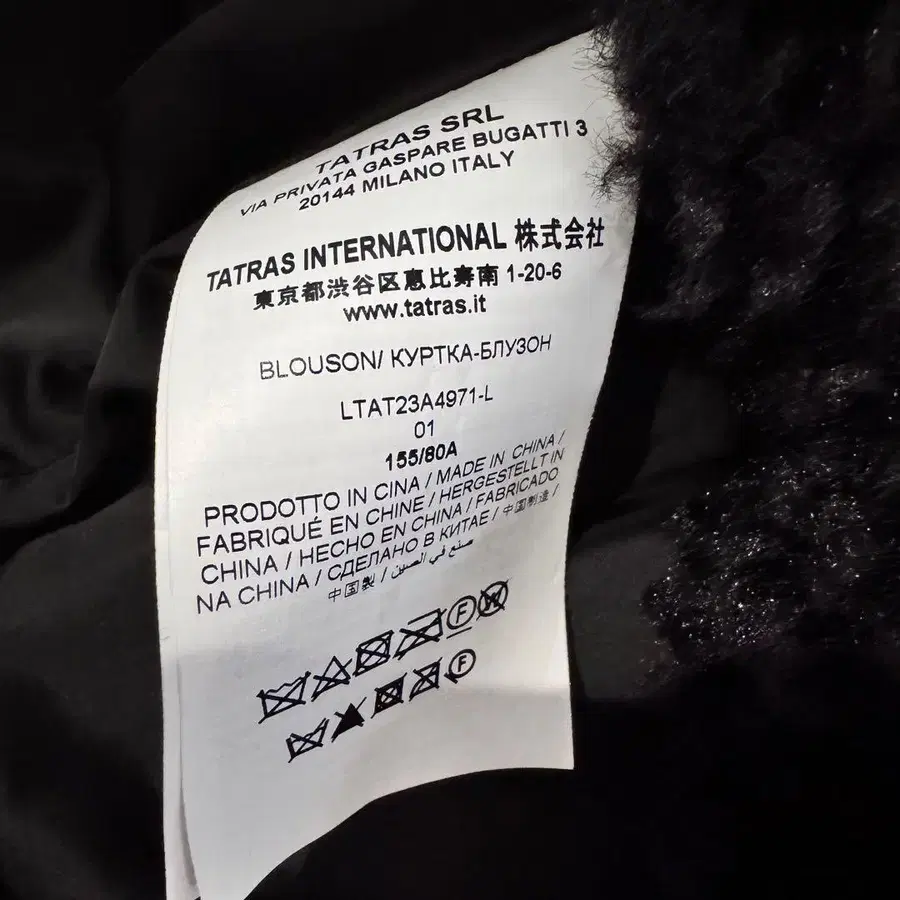 TATRAS SRL
VIA PRIVATA GASPARE BUGATTI 3
20144 MILANO ITALY
TATRAS INTERNATIONAL 株式会社
東京都渋谷区恵比寿南 1-20-6
www.tatras.it
BLOUSON/ КУРТКА-БЛУЗОН
LTAT23A4971-L
01
155/80A
PRODOTTO IN CINA / MADE IN CHINA /
FABRIQUÉ EN CHINE / HERGESTELLT IN
CHINA / HECHO EN CHINA / FABRICADO
NA CHINA / СДЕЛАНО В КИТАЕ / 中国制造 /
中国製 / صنع في الصين
F W
F